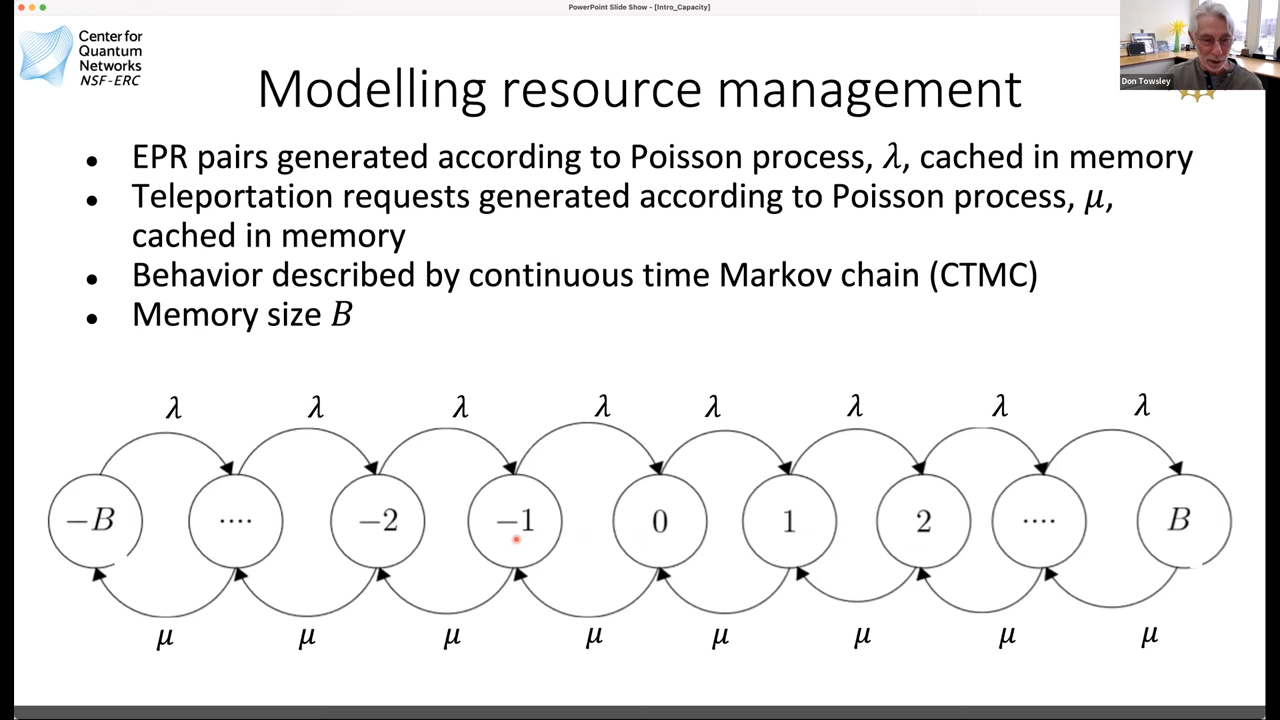 PowerPoint Slide Show - [Intro_Capacity]
Center for
Quantum
Networks
NSF-ERC
Don Towsley
Modelling resource management
• EPR pairs generated according to Poisson process, λ, cached in memory
• Teleportation requests generated according to Poisson process, μ,
cached in memory
• Behavior described by continuous time Markov chain (CTMC)
• Memory size B
λ λ λ λ λ λ λ λ
−B ···· −2 −1 0 1 2 ···· B
μ μ μ μ μ μ μ μ